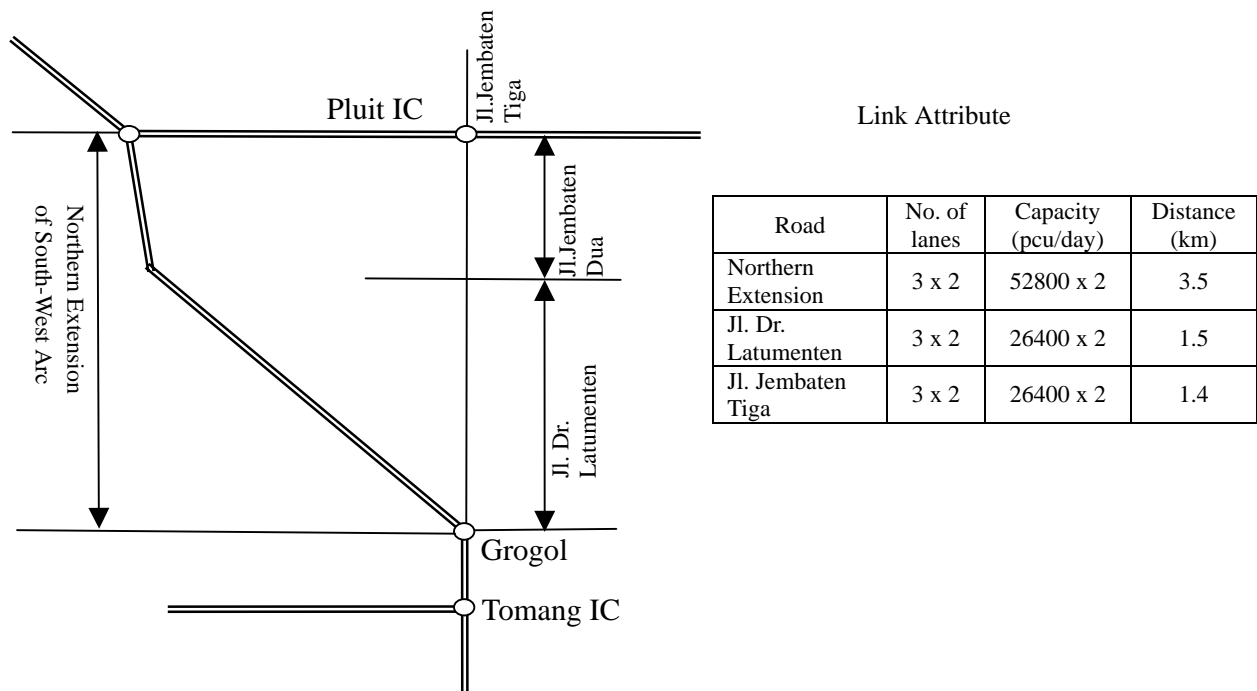 Pluit IC
Jl.Jembaten
Tiga
Northern Extension
of South-West Arc
Jl.Jembaten
Dua
Jl. Dr.
Latumenten
Grogol
Tomang IC
Link Attribute
Road
No. of
lanes
Capacity
(pcu/day)
Distance
(km)
Northern
Extension
3 x 2
52800 x 2
3.5
Jl. Dr.
Latumenten
3 x 2
26400 x 2
1.5
Jl. Jembaten
Tiga
3 x 2
26400 x 2
1.4